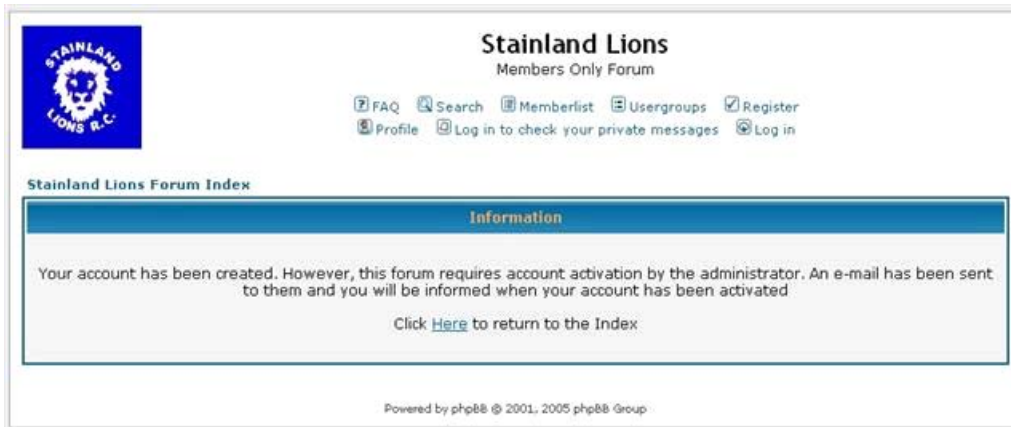 STAINLAND
LIONS R.C.
Stainland Lions
Members Only Forum
FAQ Search Memberlist Usergroups Register
Profile Log in to check your private messages Log in
Stainland Lions Forum Index
Information
Your account has been created. However, this forum requires account activation by the administrator. An e-mail has been sent
to them and you will be informed when your account has been activated
Click Here to return to the Index
Powered by phpBB © 2001, 2005 phpBB Group